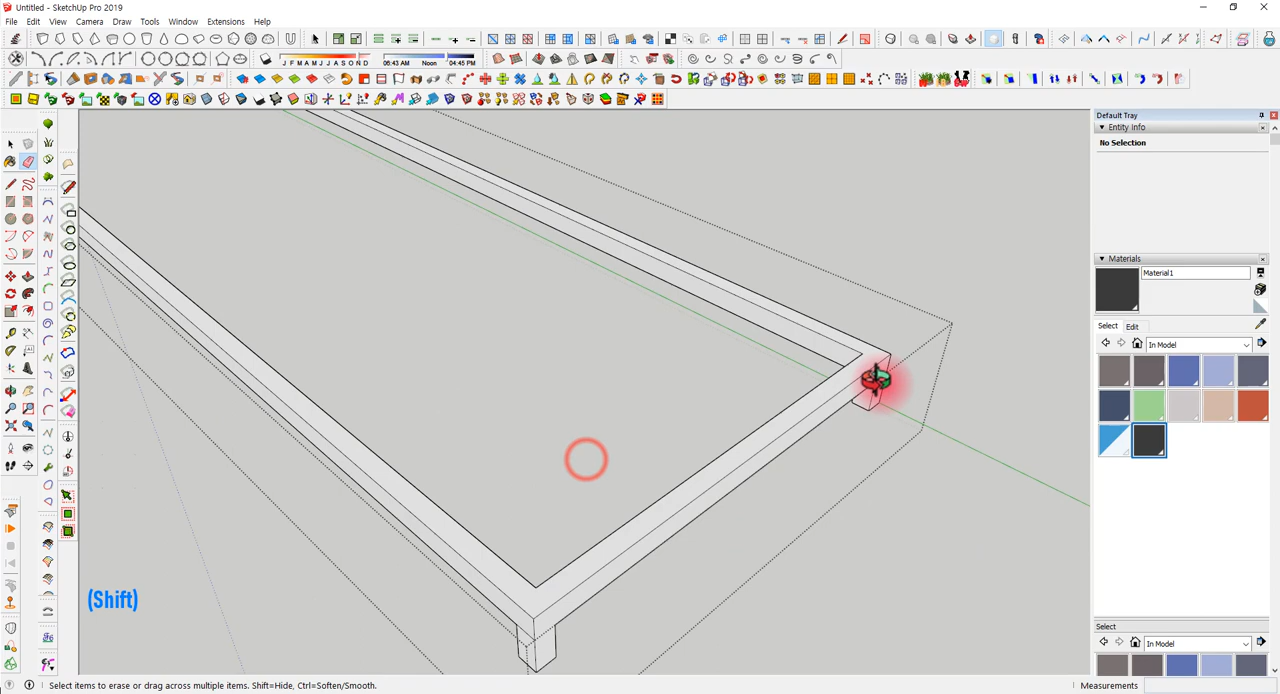 Untitled - SketchUp Pro 2019
File Edit View Camera Draw Tools Window Extensions Help
J F M A M J J A S O N D
06:43 AM Noon 04:45 PM
Default Tray
Entity Info
No Selection
Materials
Material1
Select Edit
In Model
Select
In Model
(Shift)
Select items to erase or drag across multiple items. Shift=Hide, Ctrl=Soften/Smooth.
Measurements